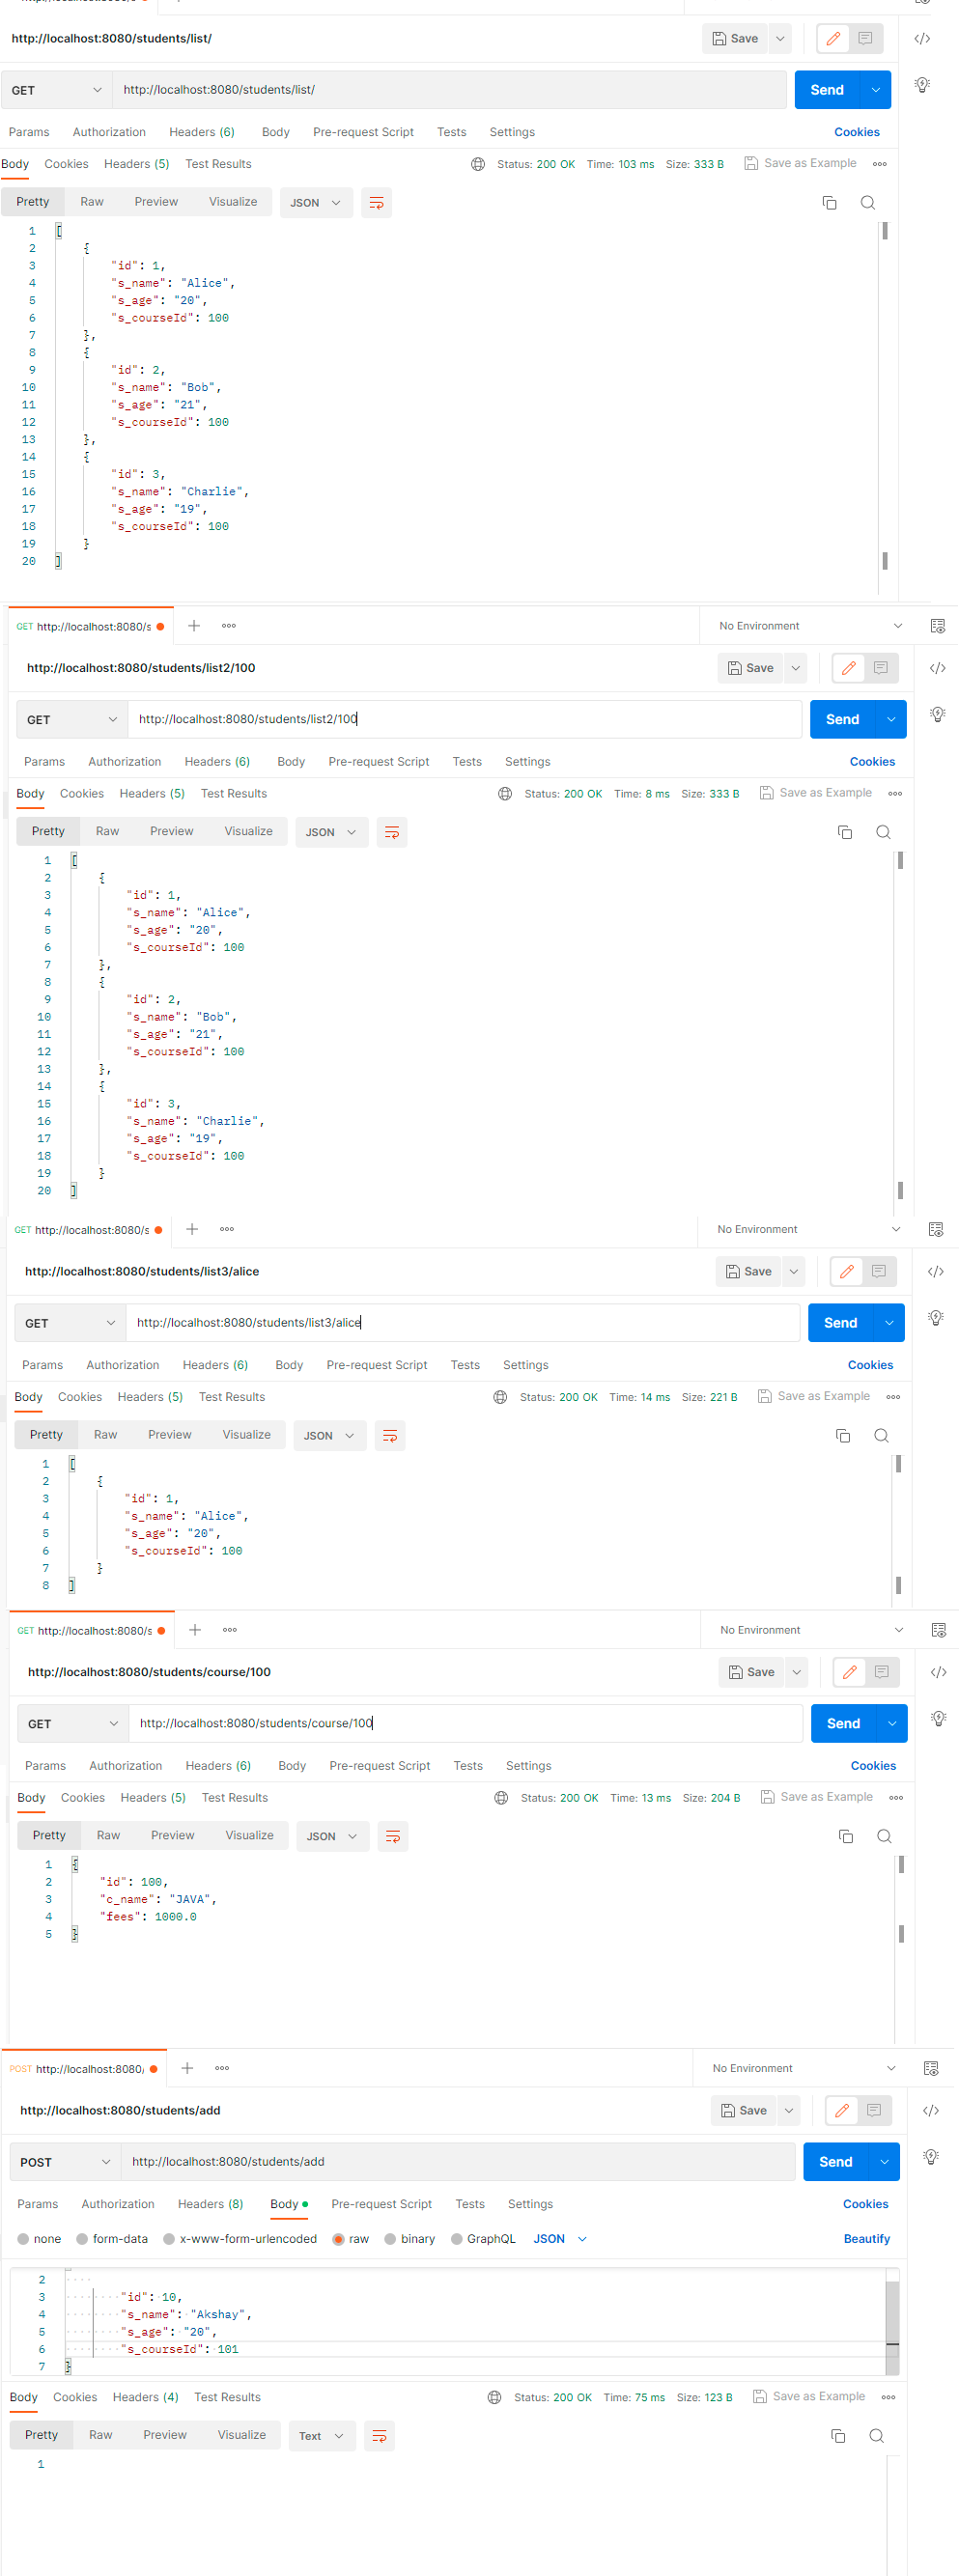 http://localhost:8080/students/list/ Save
GET http://localhost:8080/students/list/ Send
Params Authorization Headers (6) Body Pre-request Script Tests Settings Cookies
Body Cookies Headers (5) Test Results Status: 200 OK Time: 103 ms Size: 333 B Save as Example
Pretty Raw Preview Visualize JSON
1 [
2 {
3 "id": 1,
4 "s_name": "Alice",
5 "s_age": "20",
6 "s_courseId": 100
7 },
8 {
9 "id": 2,
10 "s_name": "Bob",
11 "s_age": "21",
12 "s_courseId": 100
13 },
14 {
15 "id": 3,
16 "s_name": "Charlie",
17 "s_age": "19",
18 "s_courseId": 100
19 }
20 ]
GET http://localhost:8080/s No Environment
http://localhost:8080/students/list2/100 Save
GET http://localhost:8080/students/list2/100 Send
Params Authorization Headers (6) Body Pre-request Script Tests Settings Cookies
Body Cookies Headers (5) Test Results Status: 200 OK Time: 8 ms Size: 333 B Save as Example
Pretty Raw Preview Visualize JSON
1 [
2 {
3 "id": 1,
4 "s_name": "Alice",
5 "s_age": "20",
6 "s_courseId": 100
7 },
8 {
9 "id": 2,
10 "s_name": "Bob",
11 "s_age": "21",
12 "s_courseId": 100
13 },
14 {
15 "id": 3,
16 "s_name": "Charlie",
17 "s_age": "19",
18 "s_courseId": 100
19 }
20 ]
GET http://localhost:8080/s No Environment
http://localhost:8080/students/list3/alice Save
GET http://localhost:8080/students/list3/alice Send
Params Authorization Headers (6) Body Pre-request Script Tests Settings Cookies
Body Cookies Headers (5) Test Results Status: 200 OK Time: 14 ms Size: 221 B Save as Example
Pretty Raw Preview Visualize JSON
1 [
2 {
3 "id": 1,
4 "s_name": "Alice",
5 "s_age": "20",
6 "s_courseId": 100
7 }
8 ]
GET http://localhost:8080/s No Environment
http://localhost:8080/students/course/100 Save
GET http://localhost:8080/students/course/100 Send
Params Authorization Headers (6) Body Pre-request Script Tests Settings Cookies
Body Cookies Headers (5) Test Results Status: 200 OK Time: 13 ms Size: 204 B Save as Example
Pretty Raw Preview Visualize JSON
1 {
2 "id": 100,
3 "c_name": "JAVA",
4 "fees": 1000.0
5 }
POST http://localhost:8080/ No Environment
http://localhost:8080/students/add Save
POST http://localhost:8080/students/add Send
Params Authorization Headers (8) Body Pre-request Script Tests Settings Cookies
none form-data x-www-form-urlencoded raw binary GraphQL JSON Beautify
2
3 "id": 10,
4 "s_name": "Akshay",
5 "s_age": "20",
6 "s_courseId": 101
7 }
Body Cookies Headers (4) Test Results Status: 200 OK Time: 75 ms Size: 123 B Save as Example
Pretty Raw Preview Visualize Text
1